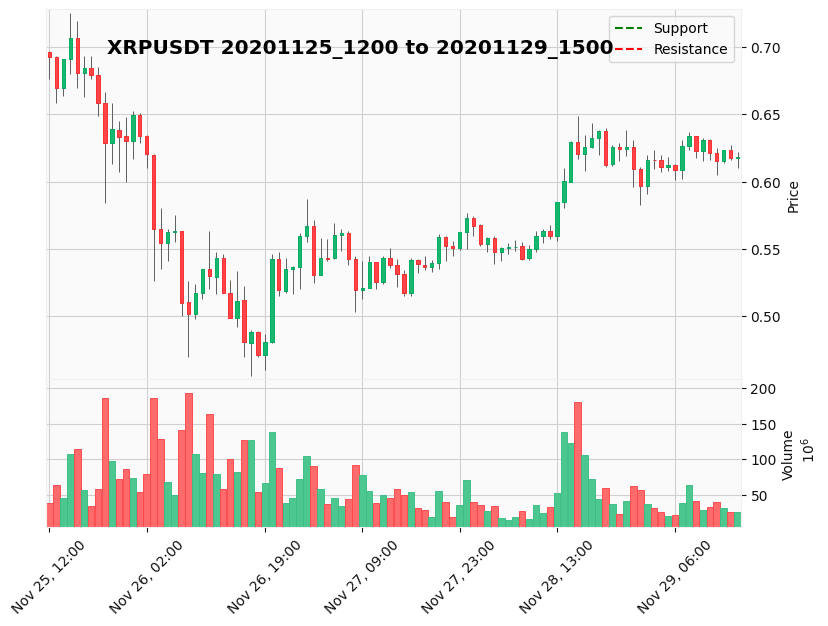 XRPUSDT 20201125_1200 to 20201129_1500
Support
Resistance
0.70
0.65
0.60
0.55
0.50
Price
200
150
100
50
Volume
10^6
Nov 25, 12:00
Nov 26, 02:00
Nov 26, 19:00
Nov 27, 09:00
Nov 27, 23:00
Nov 28, 13:00
Nov 29, 06:00